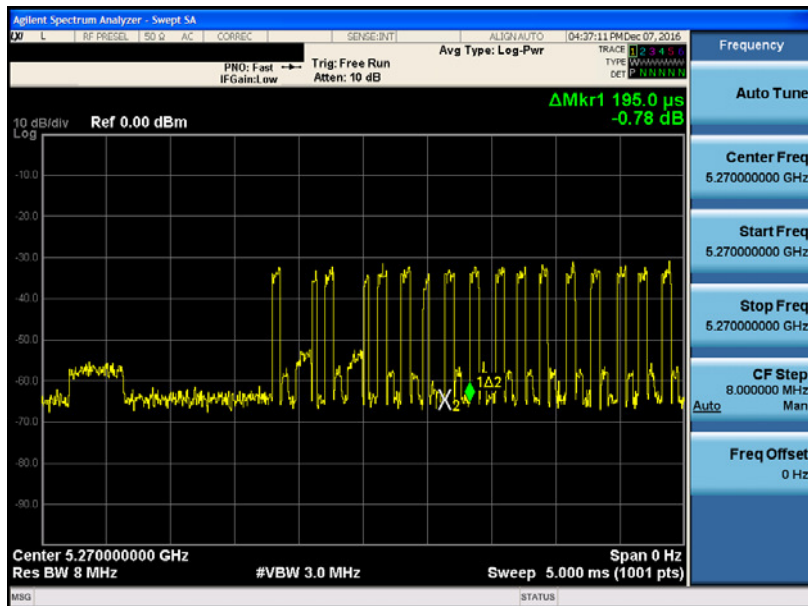 Agilent Spectrum Analyzer - Swept SA
L RF PRESEL 50 Ω AC CORREC SENSE:INT ALIGN AUTO 04:37:11 PM Dec 07, 2016
Frequency
Avg Type: Log-Pwr
TRACE 1 2 3 4 5 6
PNO: Fast Trig: Free Run
TYPE W
IFGain:Low Atten: 10 dB
DET P N N N N N
Auto Tune
ΔMkr1 195.0 µs
-0.78 dB
10 dB/div Ref 0.00 dBm
Log
-10.0
-20.0
-30.0
-40.0
-50.0
-60.0
-70.0
-80.0
-90.0
1Δ2
X2
Center Freq
5.270000000 GHz
Start Freq
5.270000000 GHz
Stop Freq
5.270000000 GHz
CF Step
8.000000 MHz
Auto Man
Freq Offset
0 Hz
Center 5.270000000 GHz Span 0 Hz
Res BW 8 MHz #VBW 3.0 MHz Sweep 5.000 ms (1001 pts)
MSG STATUS